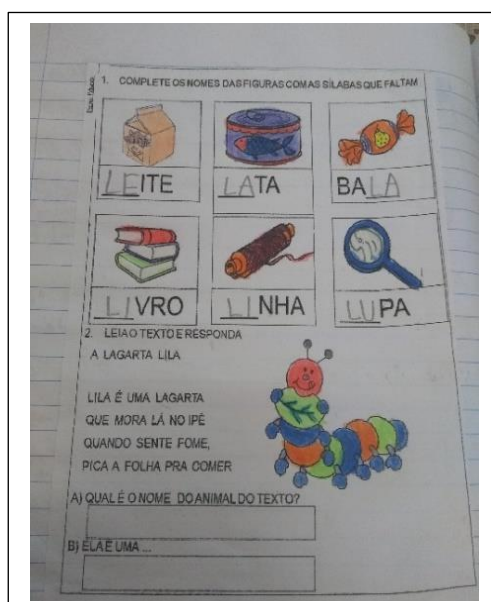 1. COMPLETE OS NOMES DAS FIGURAS COM AS SÍLABAS QUE FALTAM
LEITE LATA BALA
LIVRO LINHA LUPA
2. LEIA O TEXTO E RESPONDA
A LAGARTA LILA
LILA É UMA LAGARTA
QUE MORA LÁ NO IPÊ
QUANDO SENTE FOME,
PICA A FOLHA PRA COMER
A) QUAL É O NOME DO ANIMAL DO TEXTO?
B) ELA É UMA ...